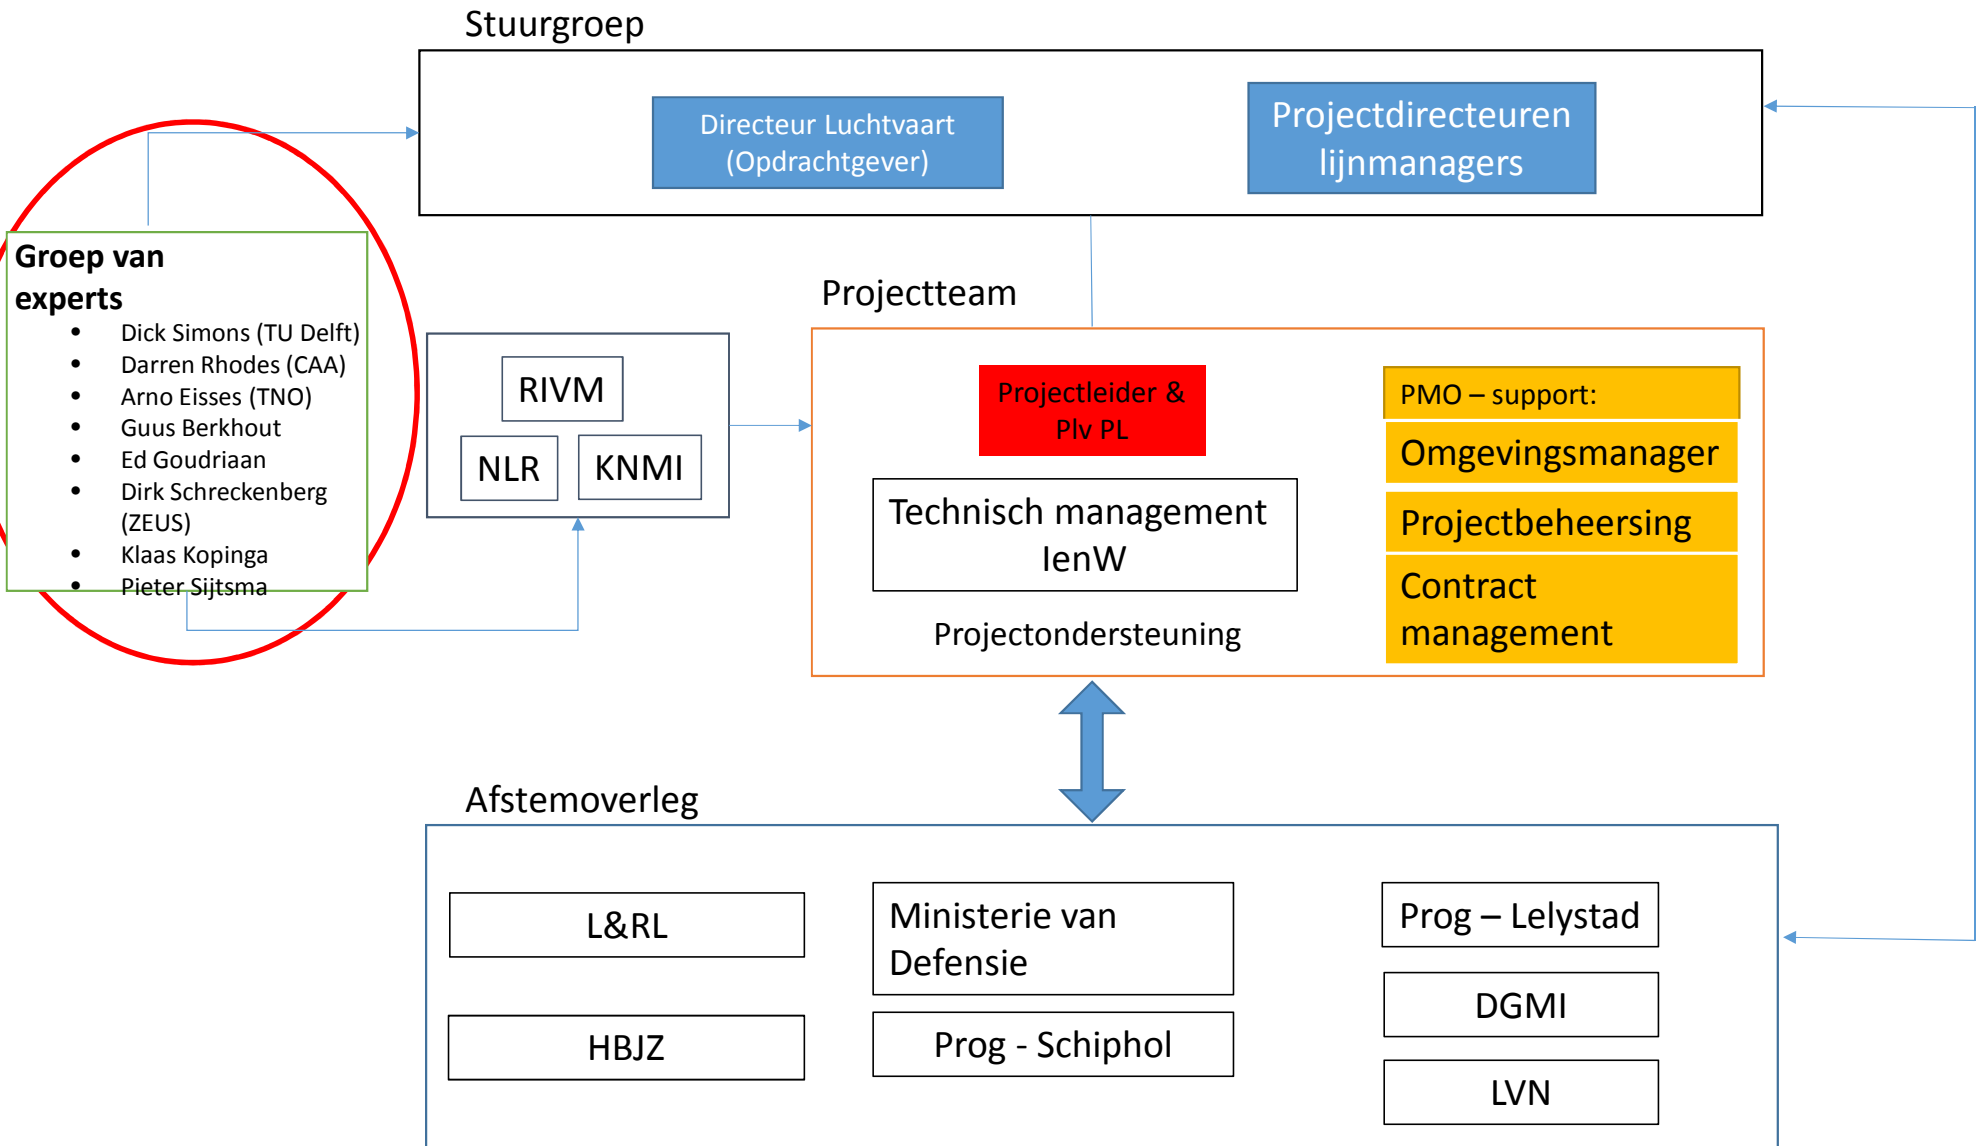 Stuurgroep
Directeur Luchtvaart
(Opdrachtgever)
Projectdirecteuren
lijnmanagers
Groep van
experts
• Dick Simons (TU Delft)
• Darren Rhodes (CAA)
• Arno Eisses (TNO)
• Guus Berkhout
• Ed Goudriaan
• Dirk Schreckenberg
(ZEUS)
• Klaas Kopinga
• Pieter Sijtsma
RIVM
NLR
KNMI
Projectteam
Projectleider &
Plv PL
Technisch management
IenW
Projectondersteuning
PMO – support:
Omgevingsmanager
Projectbeheersing
Contract
management
Afstemoverleg
L&RL
HBJZ
Ministerie van
Defensie
Prog - Schiphol
Prog – Lelystad
DGMI
LVN